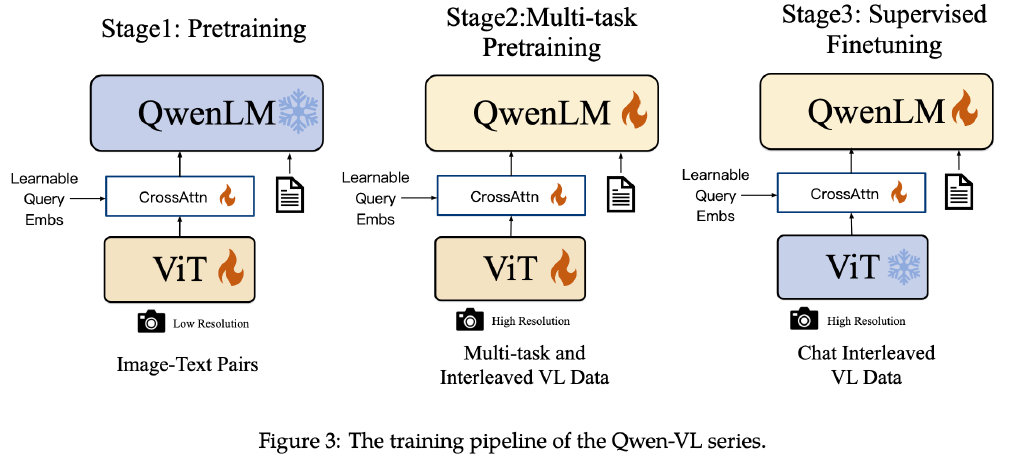 Stage1: Pretraining
QwenLM
Learnable
Query
Embs
CrossAttn
ViT
Low Resolution
Image-Text Pairs
Stage2:Multi-task
Pretraining
QwenLM
Learnable
Query
Embs
CrossAttn
ViT
High Resolution
Multi-task and
Interleaved VL Data
Stage3: Supervised
Finetuning
QwenLM
Learnable
Query
Embs
CrossAttn
ViT
High Resolution
Chat Interleaved
VL Data
Figure 3: The training pipeline of the Qwen-VL series.